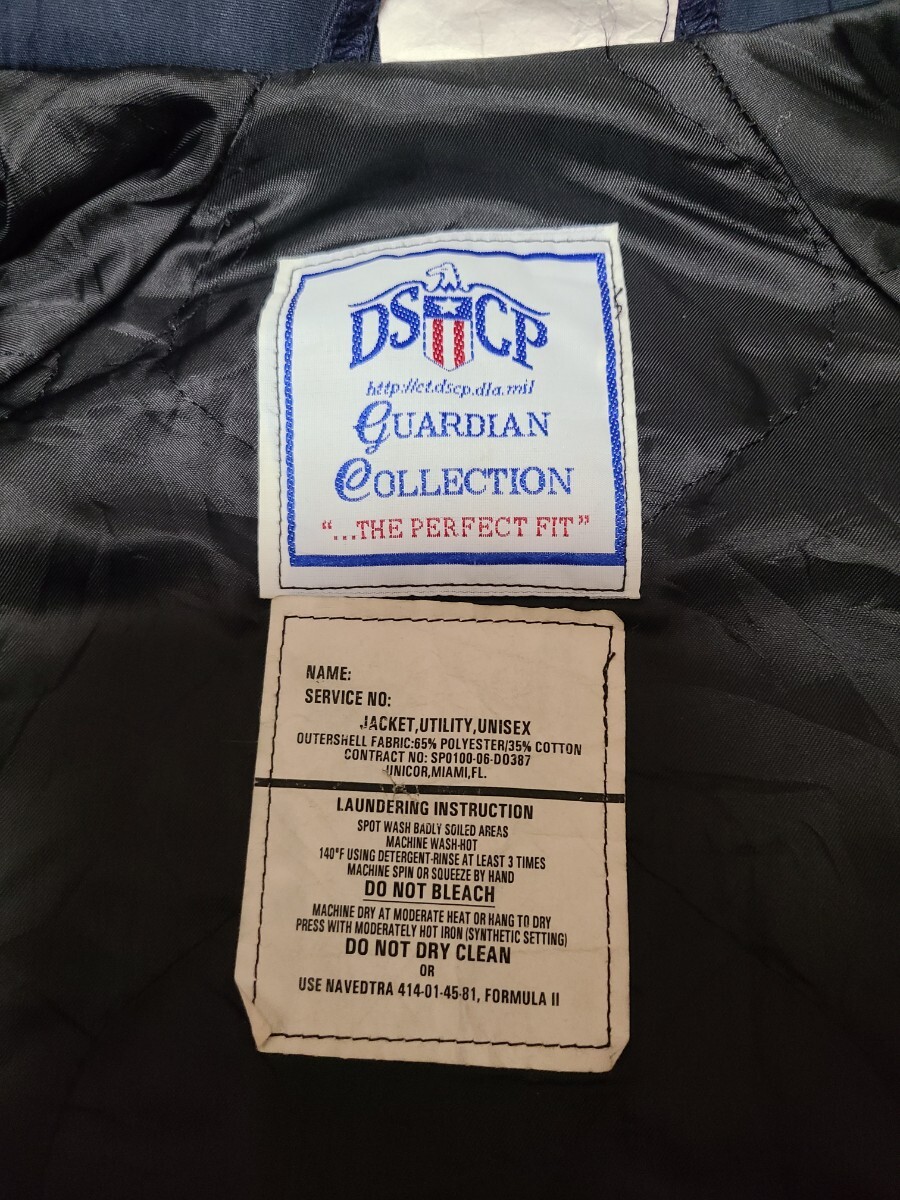 DSCP
http://ct.dscp.dla.mil
GUARDIAN
COLLECTION
"...THE PERFECT FIT"
NAME:
SERVICE NO:
JACKET,UTILITY,UNISEX
OUTERSHELL FABRIC:65% POLYESTER/35% COTTON
CONTRACT NO: SP0100-06-D0387
UNICOR,MIAMI,FL.
LAUNDERING INSTRUCTION
SPOT WASH BADLY SOILED AREAS
MACHINE WASH-HOT
140°F USING DETERGENT-RINSE AT LEAST 3 TIMES
MACHINE SPIN OR SQUEEZE BY HAND
DO NOT BLEACH
MACHINE DRY AT MODERATE HEAT OR HANG TO DRY
PRESS WITH MODERATELY HOT IRON (SYNTHETIC SETTING)
DO NOT DRY CLEAN
OR
USE NAVEDTRA 414-01-45-81, FORMULA II